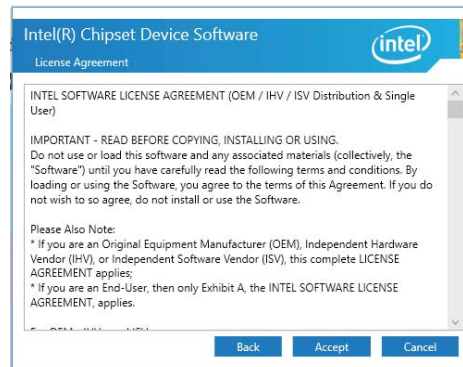 Intel(R) Chipset Device Software
intel
License Agreement
INTEL SOFTWARE LICENSE AGREEMENT (OEM / IHV / ISV Distribution & Single
User)
IMPORTANT - READ BEFORE COPYING, INSTALLING OR USING.
Do not use or load this software and any associated materials (collectively, the
"Software") until you have carefully read the following terms and conditions. By
loading or using the Software, you agree to the terms of this Agreement. If you do
not wish to so agree, do not install or use the Software.
Please Also Note:
* If you are an Original Equipment Manufacturer (OEM), Independent Hardware
Vendor (IHV), or Independent Software Vendor (ISV), this complete LICENSE
AGREEMENT applies;
* If you are an End-User, then only Exhibit A, the INTEL SOFTWARE LICENSE
AGREEMENT, applies.
Back Accept Cancel